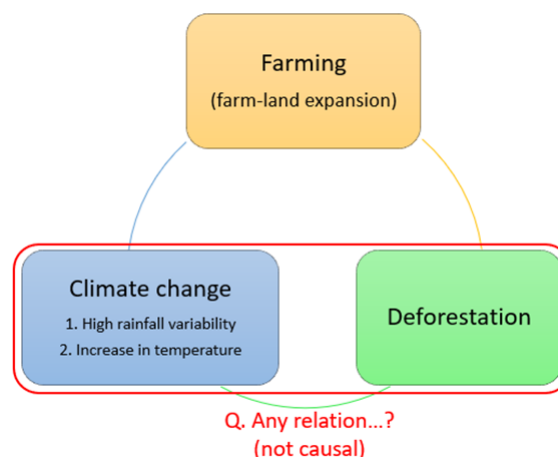 Farming
(farm-land expansion)
Climate change
1. High rainfall variability
2. Increase in temperature
Deforestation
Q. Any relation...?
(not causal)